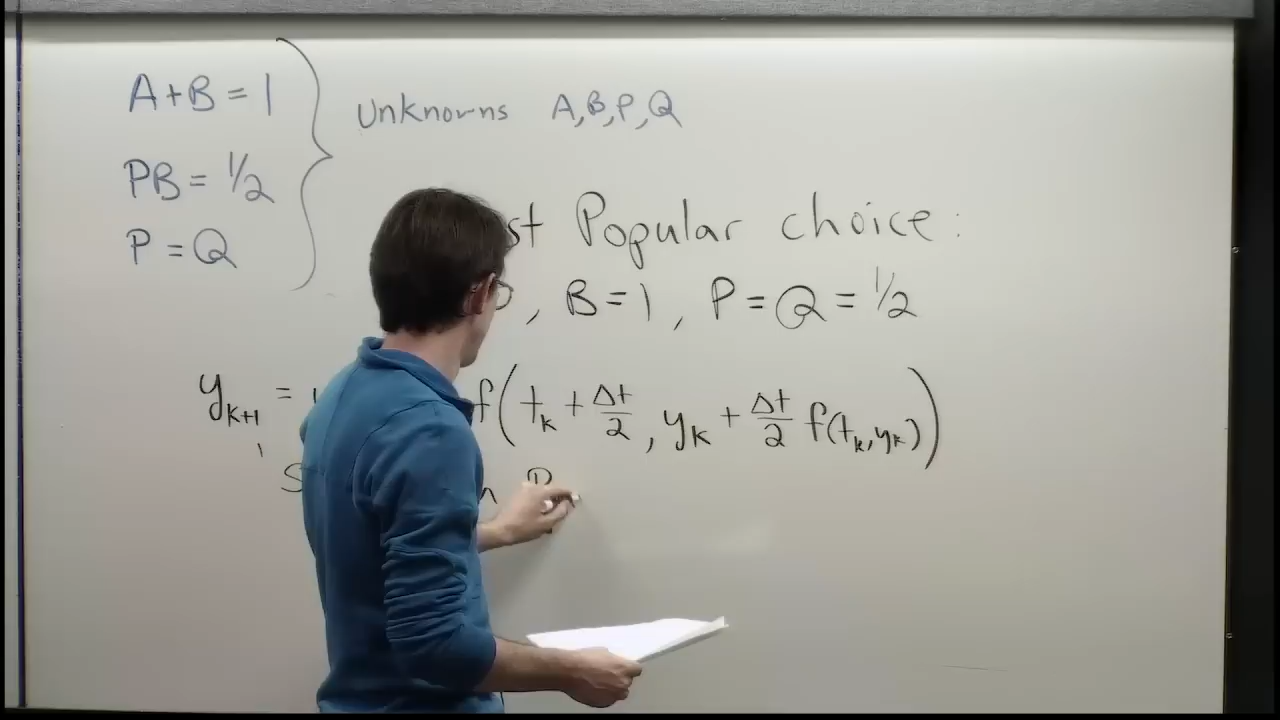 A+B=1
PB=1/2
P=Q
Unknowns A,B,P,Q
Popular choice:
, B=1, P=Q=1/2
y_{k+1} = f(t_k + Δt/2, y_k + Δt/2 f(t_k, y_k))